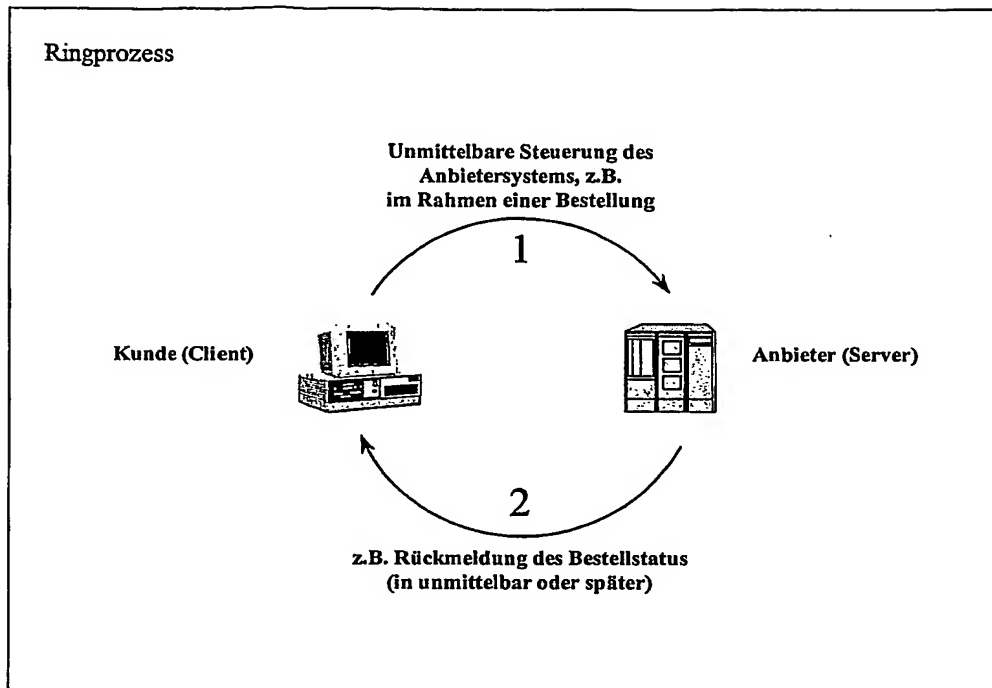 Ringprozess
Unmittelbare Steuerung des
Anbietersystems, z.B.
im Rahmen einer Bestellung
1
Kunde (Client)
Anbieter (Server)
2
z.B. Rückmeldung des Bestellstatus
(in unmittelbar oder später)